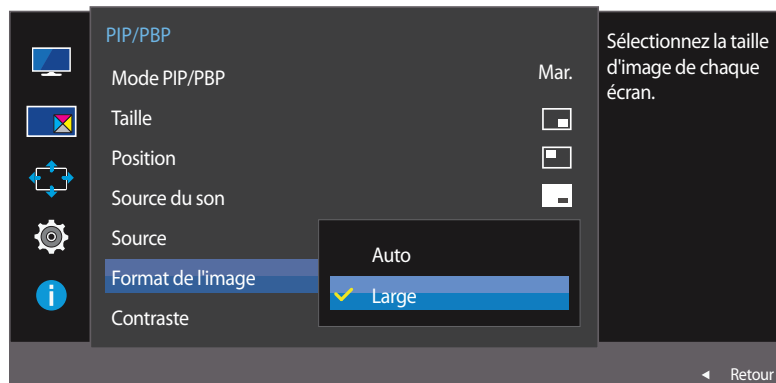 PIP/PBP
Mode PIP/PBP Mar.
Taille
Position
Source du son
Source
Format de l'image
Contraste
Auto
Large
Sélectionnez la taille
d'image de chaque
écran.
Retour